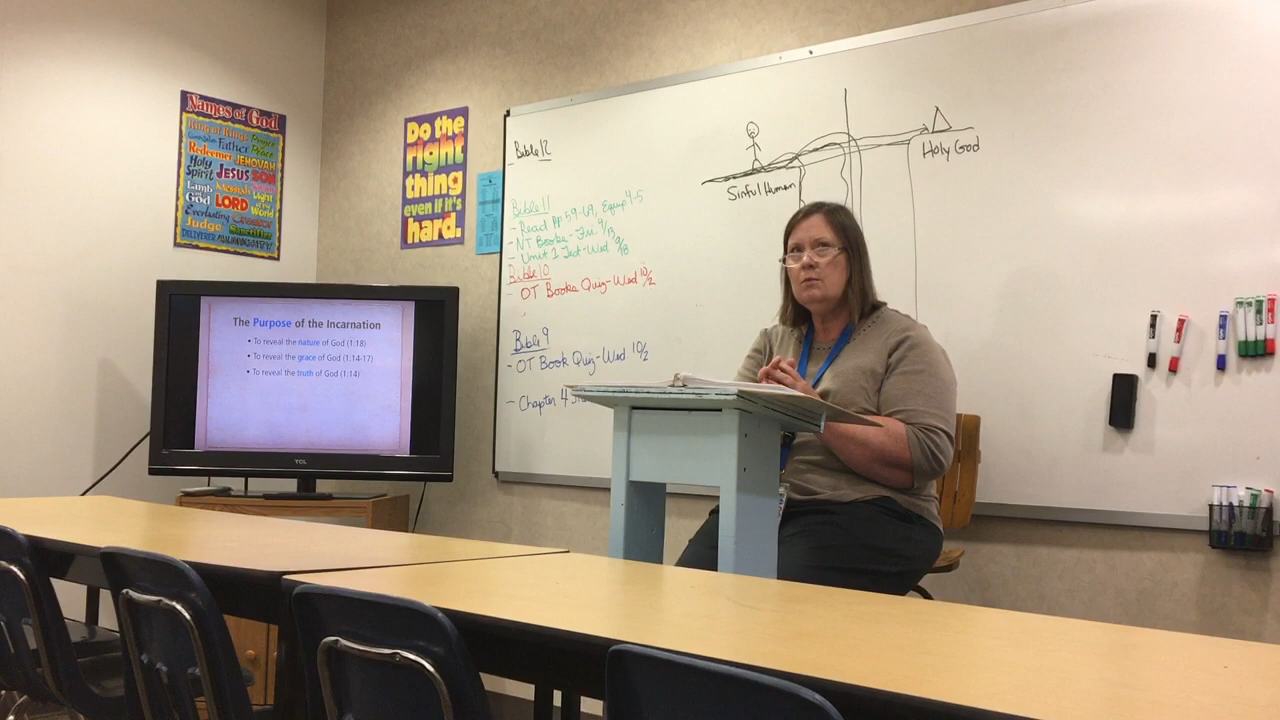 Names of God
King of Kings Prince
Father Peace
Redeemer JEHOVAH
Holy JESUS SON
Spirit
Lamb Messiah Light
of God LORD of the World
Everlasting
Judge
DELIVERER
Do the
right
thing
even if it's
hard.
The Purpose of the Incarnation
• To reveal the nature of God (1:18)
• To reveal the grace of God (1:14-17)
• To reveal the truth of God (1:14)
TCL
Bible 12
Bible 11
- Read pp 59-69, Equip 4-5
- NT Books - Fri 9/13
- Unit 1 Test - Wed 9/18
Bible 10
- OT Books Quiz - Wed 10/2
Bible 9
- OT Book Quiz - Wed 10/2
- Chapter 4
Sinful Human
Holy God